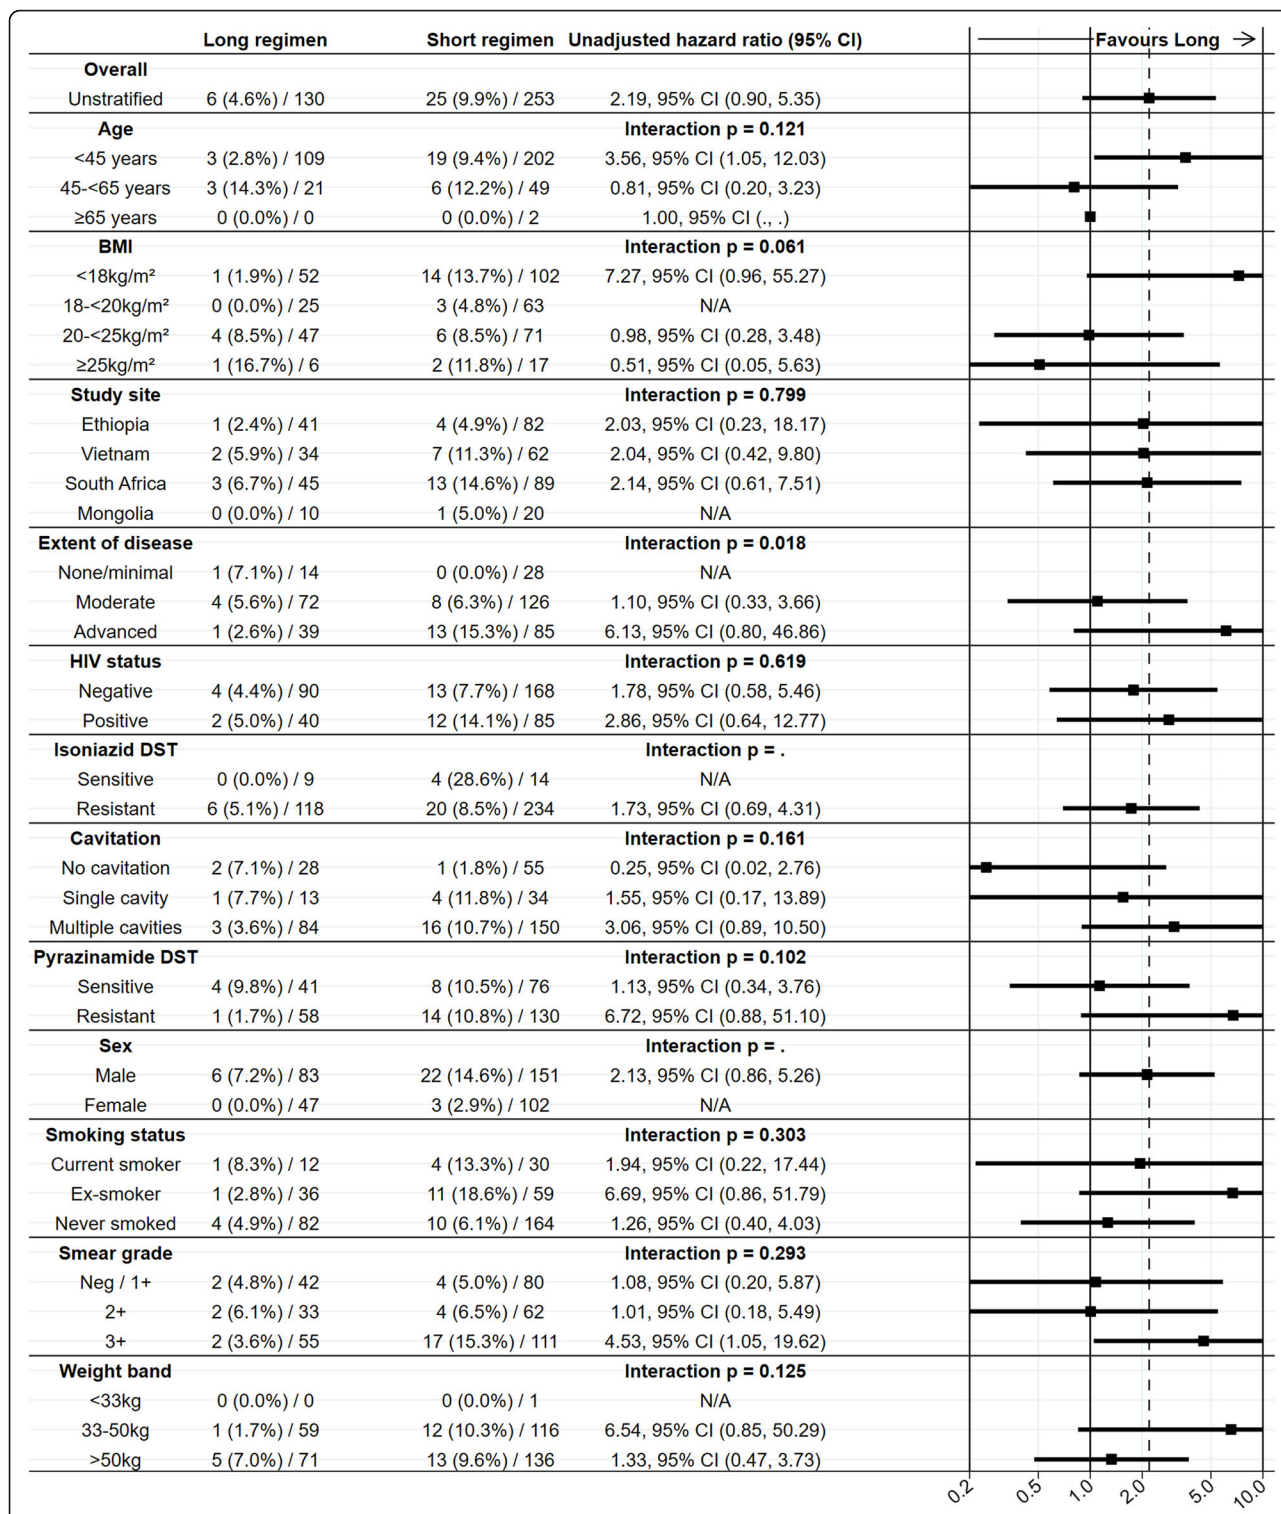 Long regimen Short regimen Unadjusted hazard ratio (95% CI) Favours Long →
Overall
Unstratified 6 (4.6%) / 130 25 (9.9%) / 253 2.19, 95% CI (0.90, 5.35)
Age Interaction p = 0.121
<45 years 3 (2.8%) / 109 19 (9.4%) / 202 3.56, 95% CI (1.05, 12.03)
45-<65 years 3 (14.3%) / 21 6 (12.2%) / 49 0.81, 95% CI (0.20, 3.23)
≥65 years 0 (0.0%) / 0 0 (0.0%) / 2 1.00, 95% CI (., .)
BMI Interaction p = 0.061
<18kg/m² 1 (1.9%) / 52 14 (13.7%) / 102 7.27, 95% CI (0.96, 55.27)
18-<20kg/m² 0 (0.0%) / 25 3 (4.8%) / 63 N/A
20-<25kg/m² 4 (8.5%) / 47 6 (8.5%) / 71 0.98, 95% CI (0.28, 3.48)
≥25kg/m² 1 (16.7%) / 6 2 (11.8%) / 17 0.51, 95% CI (0.05, 5.63)
Study site Interaction p = 0.799
Ethiopia 1 (2.4%) / 41 4 (4.9%) / 82 2.03, 95% CI (0.23, 18.17)
Vietnam 2 (5.9%) / 34 7 (11.3%) / 62 2.04, 95% CI (0.42, 9.80)
South Africa 3 (6.7%) / 45 13 (14.6%) / 89 2.14, 95% CI (0.61, 7.51)
Mongolia 0 (0.0%) / 10 1 (5.0%) / 20 N/A
Extent of disease Interaction p = 0.018
None/minimal 1 (7.1%) / 14 0 (0.0%) / 28 N/A
Moderate 4 (5.6%) / 72 8 (6.3%) / 126 1.10, 95% CI (0.33, 3.66)
Advanced 1 (2.6%) / 39 13 (15.3%) / 85 6.13, 95% CI (0.80, 46.86)
HIV status Interaction p = 0.619
Negative 4 (4.4%) / 90 13 (7.7%) / 168 1.78, 95% CI (0.58, 5.46)
Positive 2 (5.0%) / 40 12 (14.1%) / 85 2.86, 95% CI (0.64, 12.77)
Isoniazid DST Interaction p = .
Sensitive 0 (0.0%) / 9 4 (28.6%) / 14 N/A
Resistant 6 (5.1%) / 118 20 (8.5%) / 234 1.73, 95% CI (0.69, 4.31)
Cavitation Interaction p = 0.161
No cavitation 2 (7.1%) / 28 1 (1.8%) / 55 0.25, 95% CI (0.02, 2.76)
Single cavity 1 (7.7%) / 13 4 (11.8%) / 34 1.55, 95% CI (0.17, 13.89)
Multiple cavities 3 (3.6%) / 84 16 (10.7%) / 150 3.06, 95% CI (0.89, 10.50)
Pyrazinamide DST Interaction p = 0.102
Sensitive 4 (9.8%) / 41 8 (10.5%) / 76 1.13, 95% CI (0.34, 3.76)
Resistant 1 (1.7%) / 58 14 (10.8%) / 130 6.72, 95% CI (0.88, 51.10)
Sex Interaction p = .
Male 6 (7.2%) / 83 22 (14.6%) / 151 2.13, 95% CI (0.86, 5.26)
Female 0 (0.0%) / 47 3 (2.9%) / 102 N/A
Smoking status Interaction p = 0.303
Current smoker 1 (8.3%) / 12 4 (13.3%) / 30 1.94, 95% CI (0.22, 17.44)
Ex-smoker 1 (2.8%) / 36 11 (18.6%) / 59 6.69, 95% CI (0.86, 51.79)
Never smoked 4 (4.9%) / 82 10 (6.1%) / 164 1.26, 95% CI (0.40, 4.03)
Smear grade Interaction p = 0.293
Neg / 1+ 2 (4.8%) / 42 4 (5.0%) / 80 1.08, 95% CI (0.20, 5.87)
2+ 2 (6.1%) / 33 4 (6.5%) / 62 1.01, 95% CI (0.18, 5.49)
3+ 2 (3.6%) / 55 17 (15.3%) / 111 4.53, 95% CI (1.05, 19.62)
Weight band Interaction p = 0.125
<33kg 0 (0.0%) / 0 0 (0.0%) / 1 N/A
33-50kg 1 (1.7%) / 59 12 (10.3%) / 116 6.54, 95% CI (0.85, 50.29)
>50kg 5 (7.0%) / 71 13 (9.6%) / 136 1.33, 95% CI (0.47, 3.73)
0.2 0.5 1.0 2.0 5.0 10.0